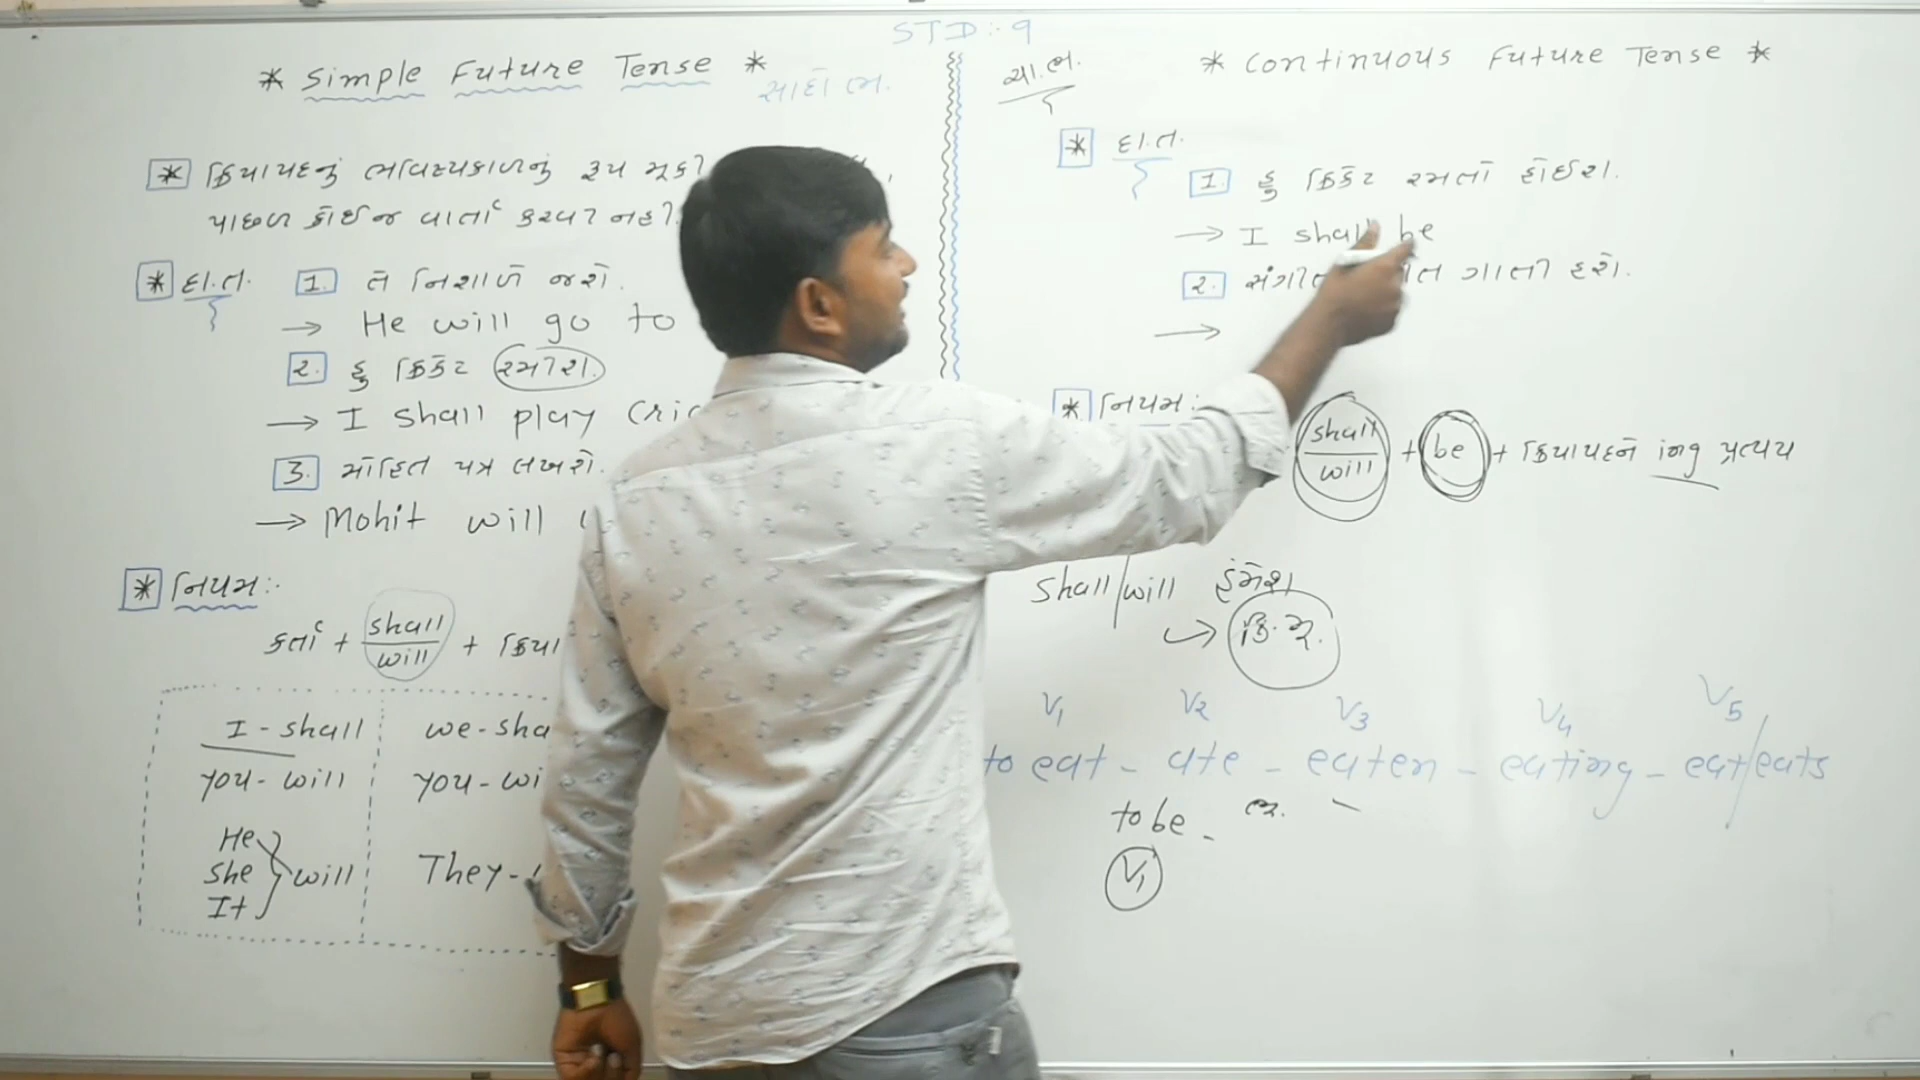 STD:- 9
* Simple Future Tense *
સાદો ભ.
* ક્રિયાપદનું ભવિષ્યકાળનું રૂપ
પાછળ કોઈજ વાર્તા કરવા નહી
* દા.ત. 1. તે નિશાળે જશે.
→ He will go to
2. હું ક્રિકેટ રમીશ.
→ I shall play
3. મોહિત પત્ર લખશે.
→ Mohit will
* નિયમ:-
કર્તા + shall/will + ક્રિયા
I - shall
we - sha
you - will
you - wi
He
She
It
will
They -
ચા.ભ.
* Continuous Future Tense *
* દા.ત.
1. હું ક્રિકેટ રમતો હોઈશ.
→ I shall be
2. ગાતી હશે.
→
* નિયમ:
shall/will + be + ક્રિયાપદને ing પ્રત્યય
shall/will હંમેશા
→ ક્રિ.મૂ.
V1 V2 V3 V4 V5
to eat - ate - eaten - eating - eat/eats
to be -
V1